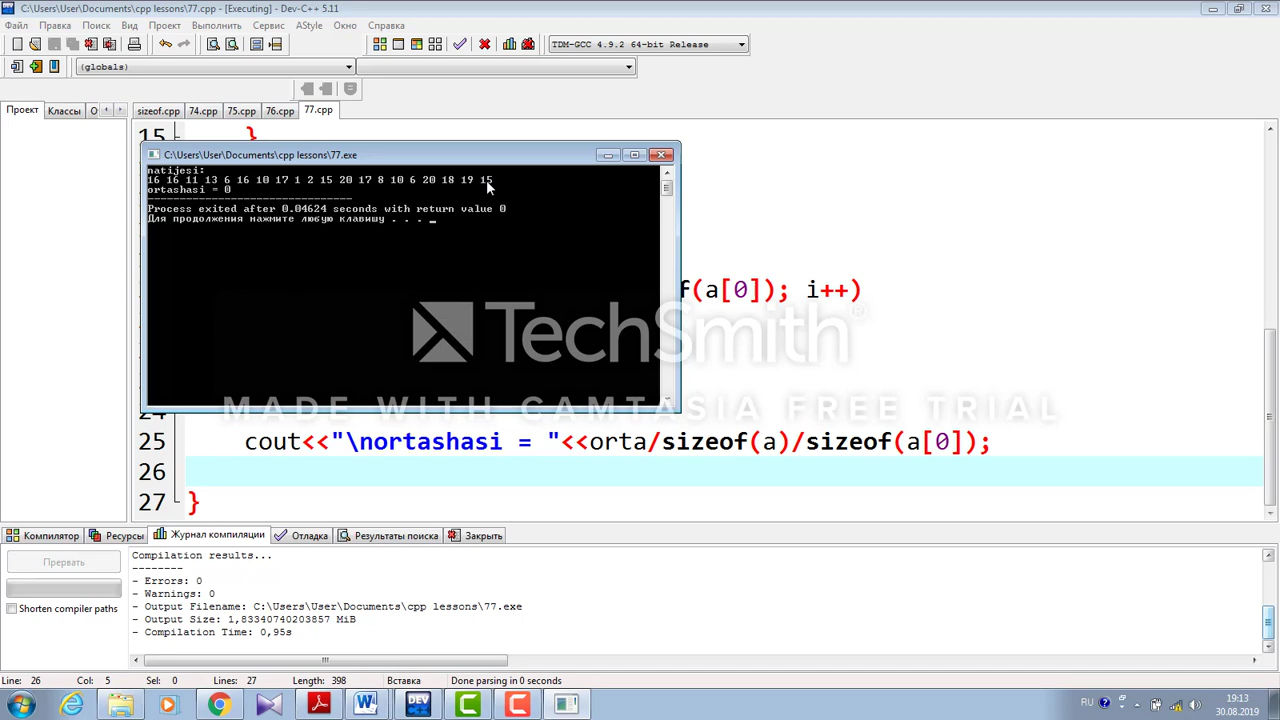 C:\Users\User\Documents\cpp lessons\77.cpp - [Executing] - Dev-C++ 5.11
Файл Правка Поиск Вид Проект Выполнить Сервис AStyle Окно Справка
TDM-GCC 4.9.2 64-bit Release
(globals)
Проект Классы О
sizeof.cpp 74.cpp 75.cpp 76.cpp 77.cpp
15 }
C:\Users\User\Documents\cpp lessons\77.exe
natijesi:
16 16 11 13 6 16 10 17 1 2 15 20 17 8 10 6 20 18 19 15
ortashasi = 0
--------------------------------
Process exited after 0.04624 seconds with return value 0
Для продолжения нажмите любую клавишу . . . _
f(a[0]); i++)
TechSmith®
MADE WITH CAMTASIA FREE TRIAL
24
25 cout<<"\nortashasi = "<<orta/sizeof(a)/sizeof(a[0]);
26
27 }
Компилятор Ресурсы Журнал компиляции Отладка Результаты поиска Закрыть
Прервать
Shorten compiler paths
Compilation results...
--------
- Errors: 0
- Warnings: 0
- Output Filename: C:\Users\User\Documents\cpp lessons\77.exe
- Output Size: 1,83340740203857 MiB
- Compilation Time: 0,95s
Line: 26 Col: 5 Sel: 0 Lines: 27 Length: 398 Вставка Done parsing in 0 seconds
RU
19:13
30.08.2019